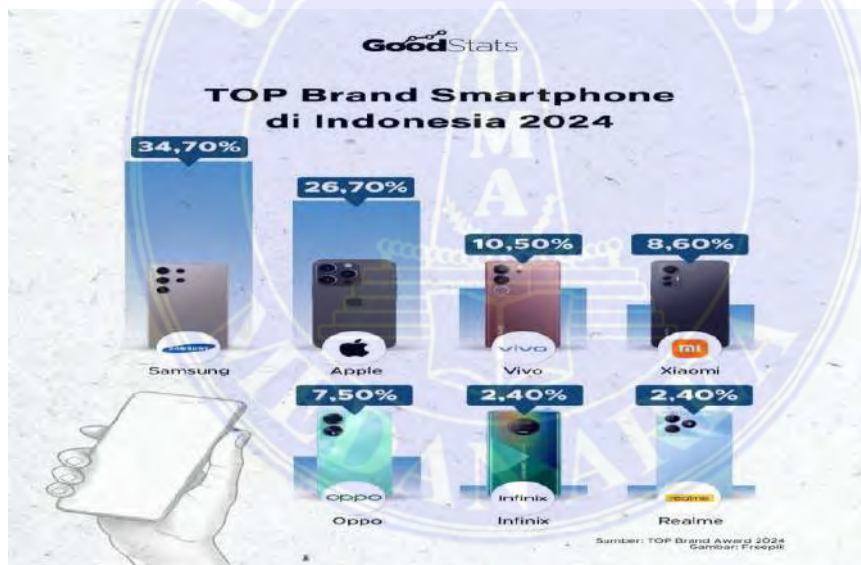 GoodStats
TOP Brand Smartphone
di Indonesia 2024
34,70%
26,70%
10,50%
8,60%
SAMSUNG
vivo
mi
Samsung
Apple
Vivo
Xiaomi
7,50%
2,40%
2,40%
oppo
Infinix
realme
Oppo
Infinix
Realme
Sumber: TOP Brand Award 2024
Gambar: Freepik